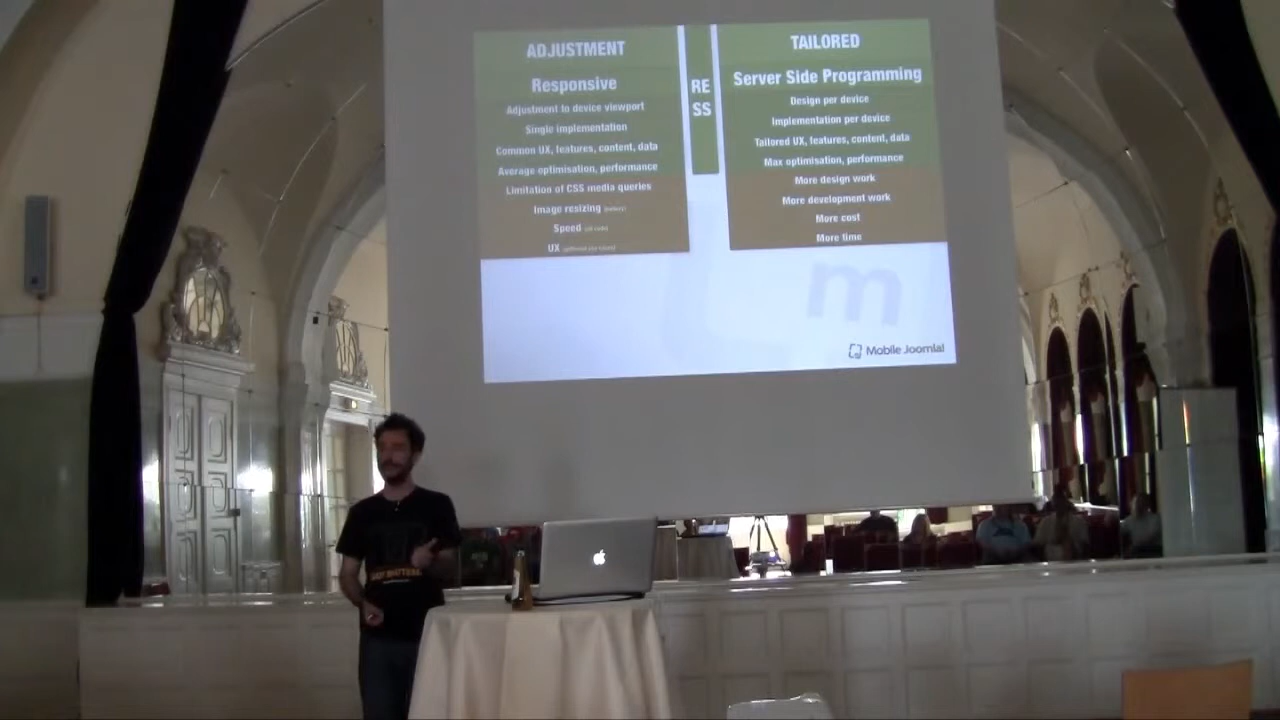 ADJUSTMENT
Responsive
Adjustment to device viewport
Single implementation
Common UX, features, content, data
Average optimisation, performance
Limitation of CSS media queries
Image resizing
Speed
UX
RE
SS
TAILORED
Server Side Programming
Design per device
Implementation per device
Tailored UX, features, content, data
Max optimisation, performance
More design work
More development work
More cost
More time
m
Mobile Joomla!